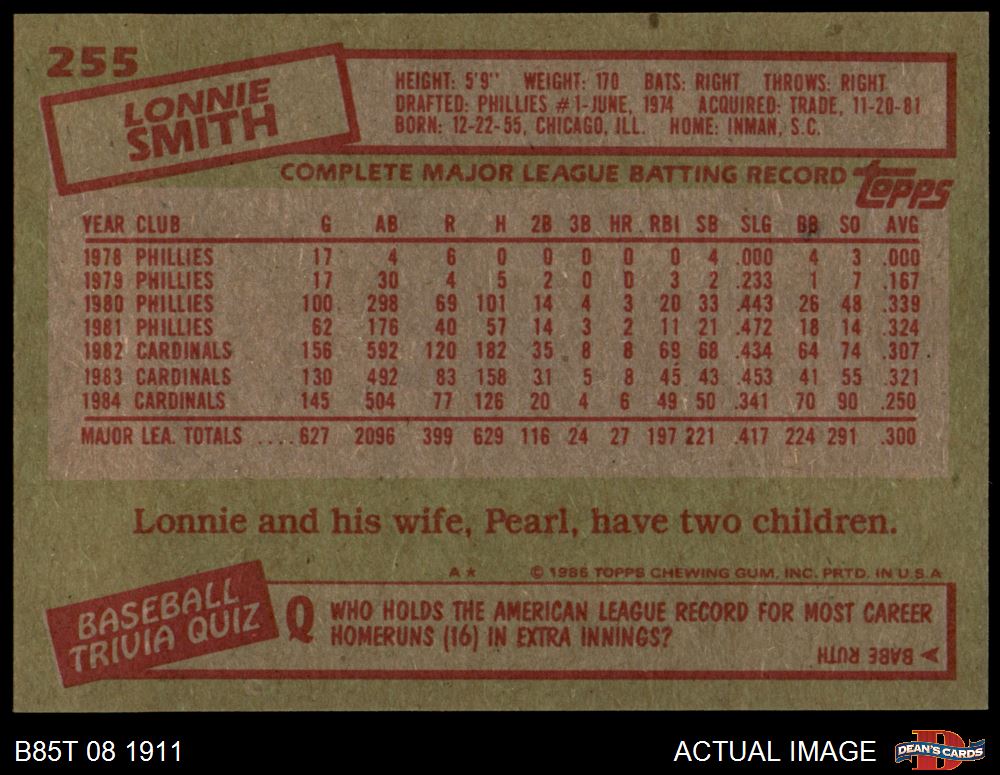 255
LONNIE
SMITH
HEIGHT: 5'9" WEIGHT: 170 BATS: RIGHT THROWS: RIGHT
DRAFTED: PHILLIES #1-JUNE, 1974 ACQUIRED: TRADE, 11-20-81
BORN: 12-22-55, CHICAGO, ILL. HOME: INMAN, S.C.
COMPLETE MAJOR LEAGUE BATTING RECORD topps
YEAR CLUB G AB R H 2B 3B HR RBI SB SLG BB SO AVG
1978 PHILLIES 17 4 6 0 0 0 0 0 4 .000 4 3 .000
1979 PHILLIES 17 30 4 5 2 0 0 3 2 .233 1 7 .167
1980 PHILLIES 100 298 69 101 14 4 3 20 33 .443 26 48 .339
1981 PHILLIES 62 176 40 57 14 3 2 11 21 .472 18 14 .324
1982 CARDINALS 156 592 120 182 35 8 8 69 68 .434 64 74 .307
1983 CARDINALS 130 492 83 158 31 5 8 45 43 .453 41 55 .321
1984 CARDINALS 145 504 77 126 20 4 6 49 50 .341 70 90 .250
MAJOR LEA. TOTALS ....627 2096 399 629 116 24 27 197 221 .417 224 291 .300
Lonnie and his wife, Pearl, have two children.
A★ © 1985 TOPPS CHEWING GUM, INC. PRTD. IN U.S.A
BASEBALL
TRIVIA QUIZ
Q WHO HOLDS THE AMERICAN LEAGUE RECORD FOR MOST CAREER
HOMERUNS (16) IN EXTRA INNINGS?
BABE RUTH
B85T 08 1911
ACTUAL IMAGE
D
DEAN'S CARDS